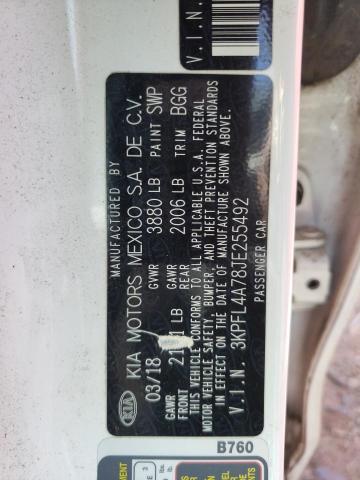 MANUFACTURED BY
KIA KIA MOTORS MEXICO S.A. DE C.V.
03/18 GVWR 3880 LB PAINT SWP
GAWR FRONT LB GAWR REAR 2006 LB TRIM BGG
THIS VEHICLE CONFORMS TO ALL APPLICABLE U.S.A. FEDERAL
MOTOR VEHICLE SAFETY, BUMPER, AND THEFT PREVENTION STANDARDS
IN EFFECT ON THE DATE OF MANUFACTURE SHOWN ABOVE.
V.I.N. 3KPFL4A78JE255492
PASSENGER CAR
B760
V.I.N.